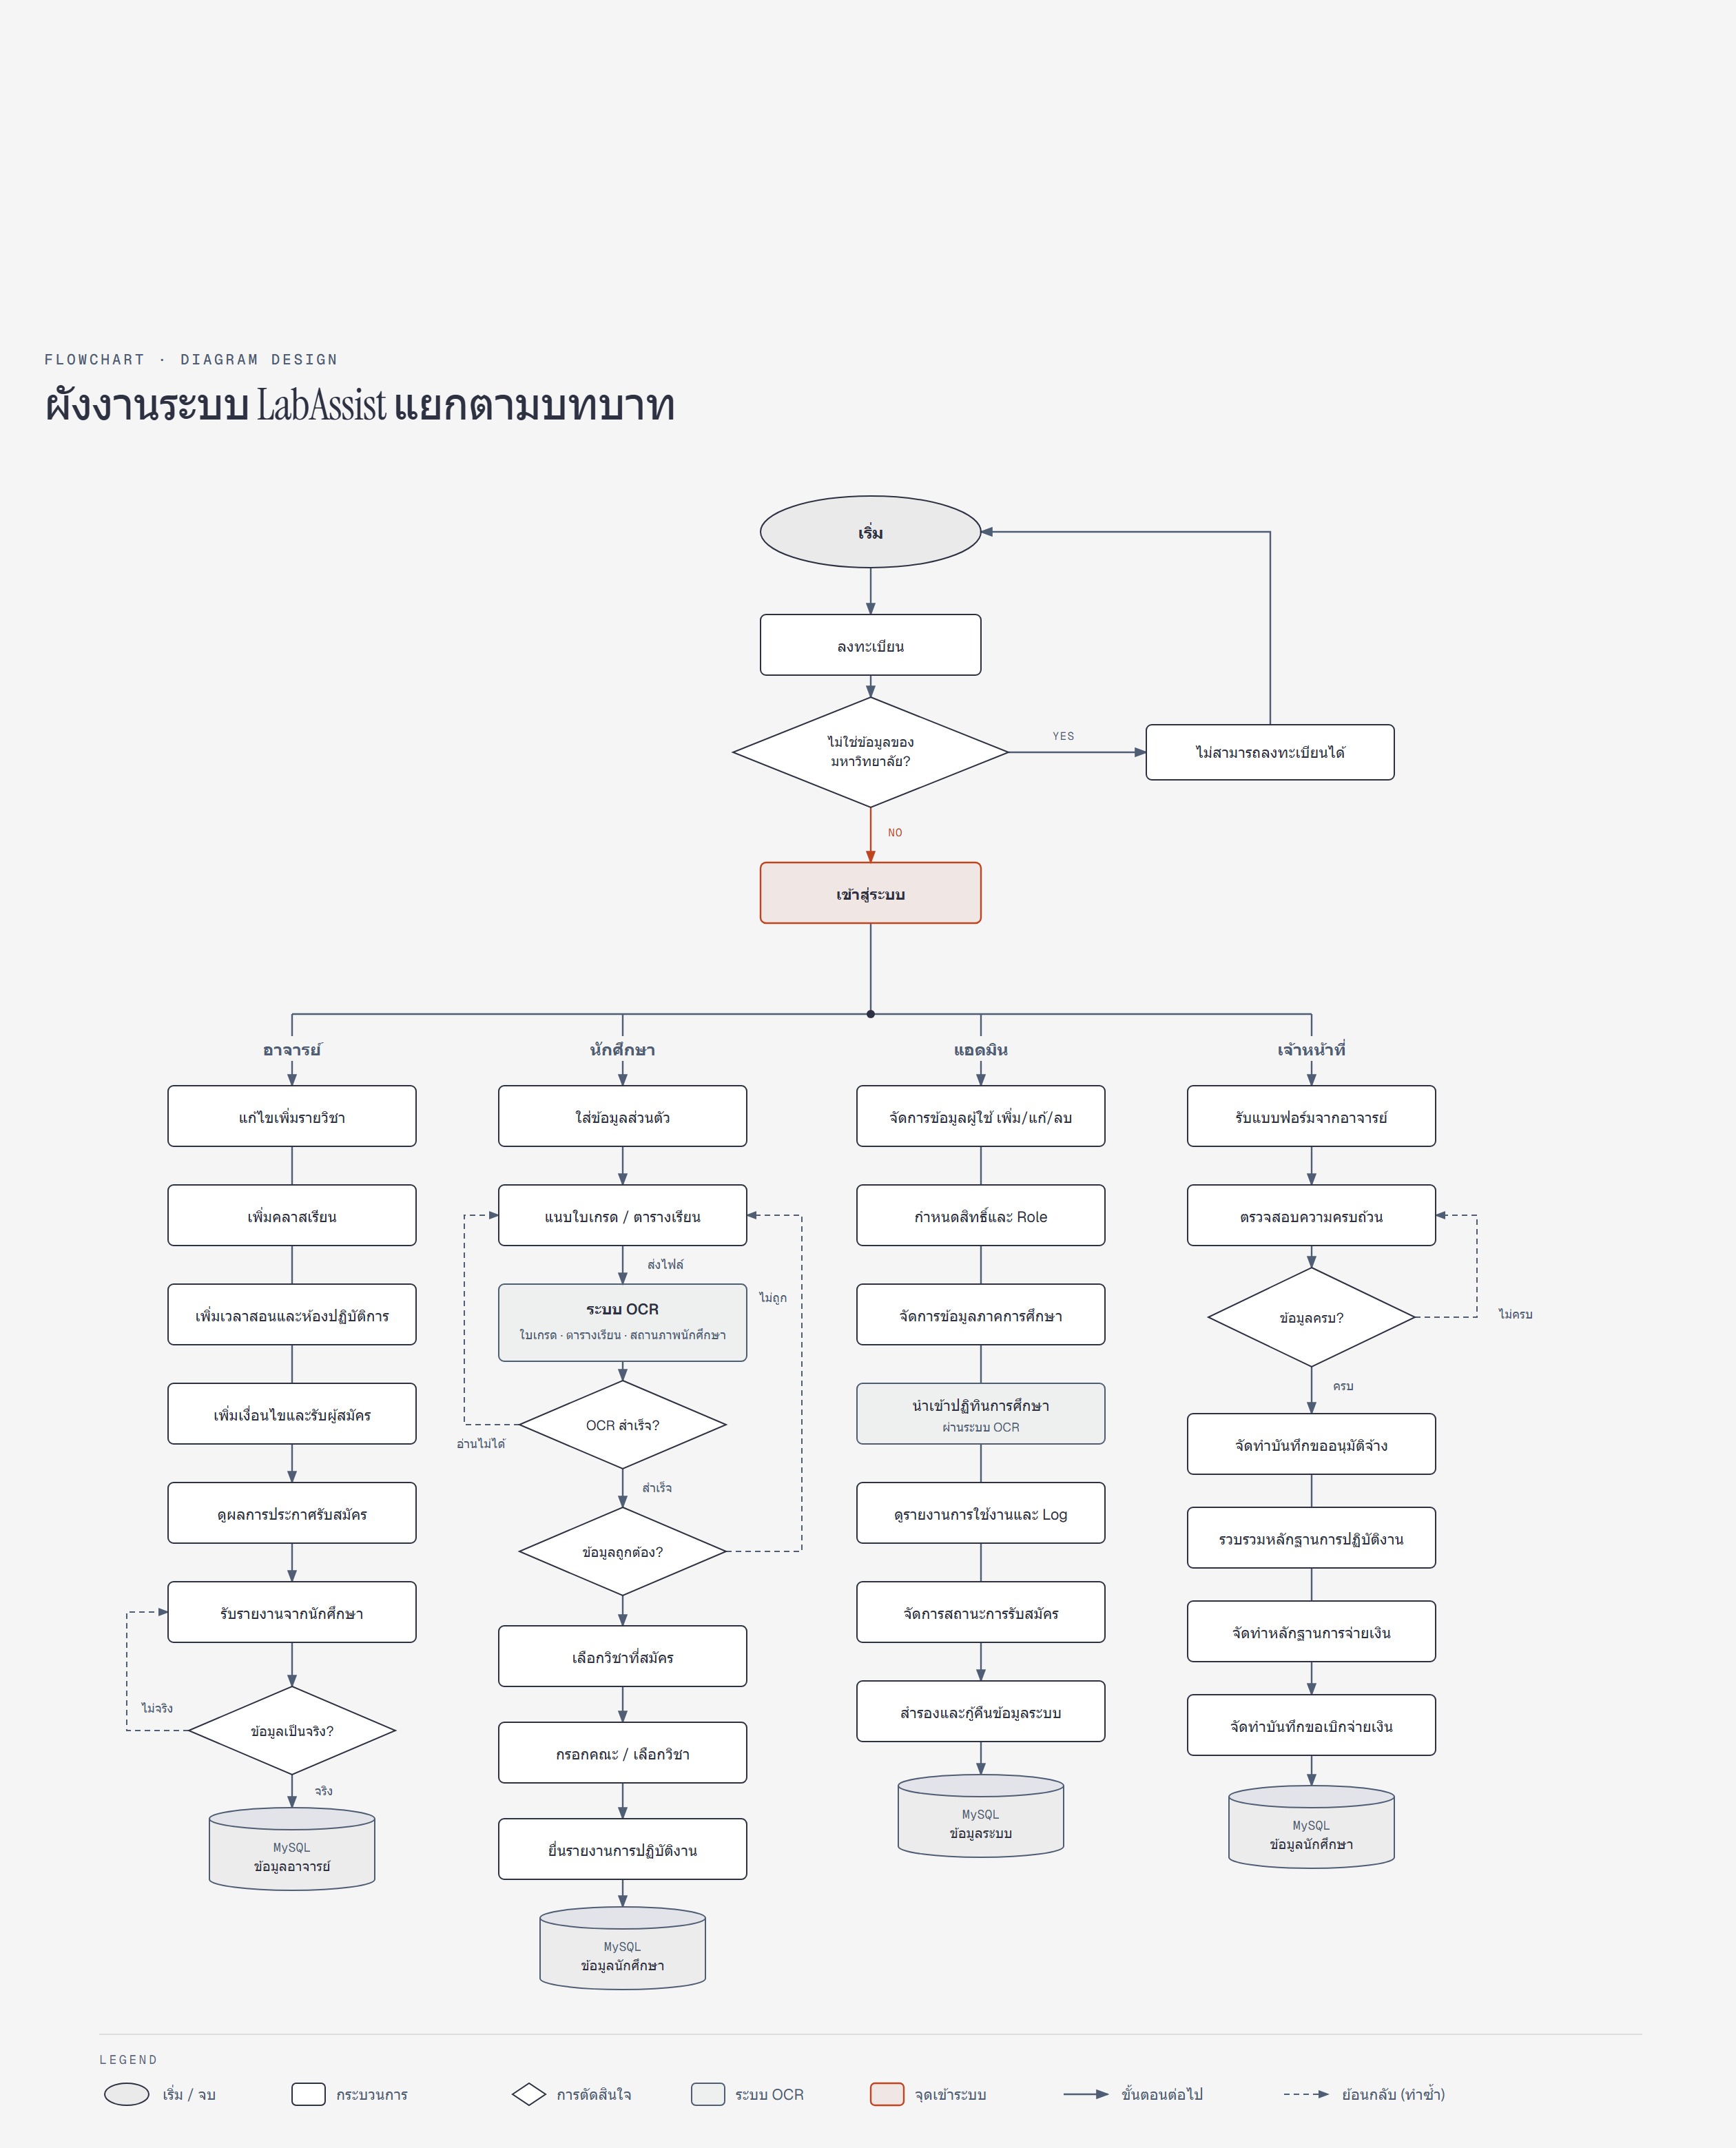 FLOWCHART · DIAGRAM DESIGN
ผังงานระบบ LabAssist แยกตามบทบาท
เริ่ม
ลงทะเบียน
ไม่ใช่ข้อมูลของ
มหาวิทยาลัย?
YES
ไม่สามารถลงทะเบียนได้
NO
เข้าสู่ระบบ
อาจารย์
แก้ไขเพิ่มรายวิชา
เพิ่มคลาสเรียน
เพิ่มเวลาสอนและห้องปฏิบัติการ
เพิ่มเงื่อนไขและรับผู้สมัคร
ดูผลการประกาศรับสมัคร
รับรายงานจากนักศึกษา
ไม่จริง
ข้อมูลเป็นจริง?
จริง
MySQL
ข้อมูลอาจารย์
นักศึกษา
ใส่ข้อมูลส่วนตัว
แนบใบเกรด / ตารางเรียน
ส่งไฟล์
ไม่ถูก
ระบบ OCR
ใบเกรด · ตารางเรียน · สถานภาพนักศึกษา
OCR สำเร็จ?
อ่านไม่ได้
สำเร็จ
ข้อมูลถูกต้อง?
เลือกวิชาที่สมัคร
กรอกคณะ / เลือกวิชา
ยื่นรายงานการปฏิบัติงาน
MySQL
ข้อมูลนักศึกษา
แอดมิน
จัดการข้อมูลผู้ใช้ เพิ่ม/แก้/ลบ
กำหนดสิทธิ์และ Role
จัดการข้อมูลภาคการศึกษา
นำเข้าปฏิทินการศึกษา
ผ่านระบบ OCR
ดูรายงานการใช้งานและ Log
จัดการสถานะการรับสมัคร
สำรองและกู้คืนข้อมูลระบบ
MySQL
ข้อมูลระบบ
เจ้าหน้าที่
รับแบบฟอร์มจากอาจารย์
ตรวจสอบความครบถ้วน
ข้อมูลครบ?
ไม่ครบ
ครบ
จัดทำบันทึกขออนุมัติจ้าง
รวบรวมหลักฐานการปฏิบัติงาน
จัดทำหลักฐานการจ่ายเงิน
จัดทำบันทึกขอเบิกจ่ายเงิน
MySQL
ข้อมูลนักศึกษา
LEGEND
เริ่ม / จบ
กระบวนการ
การตัดสินใจ
ระบบ OCR
จุดเข้าระบบ
ขั้นตอนต่อไป
ย้อนกลับ (ทำซ้ำ)